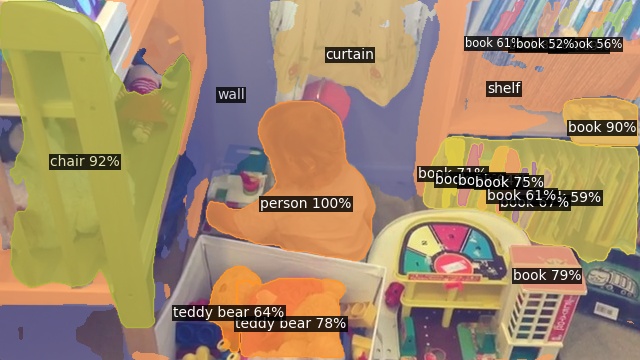 book 61%
book 52%
book 56%
curtain
shelf
wall
book 90%
chair 92%
book 71%
book 75%
book 61%
59%
book 67%
person 100%
book 79%
teddy bear 64%
teddy bear 78%